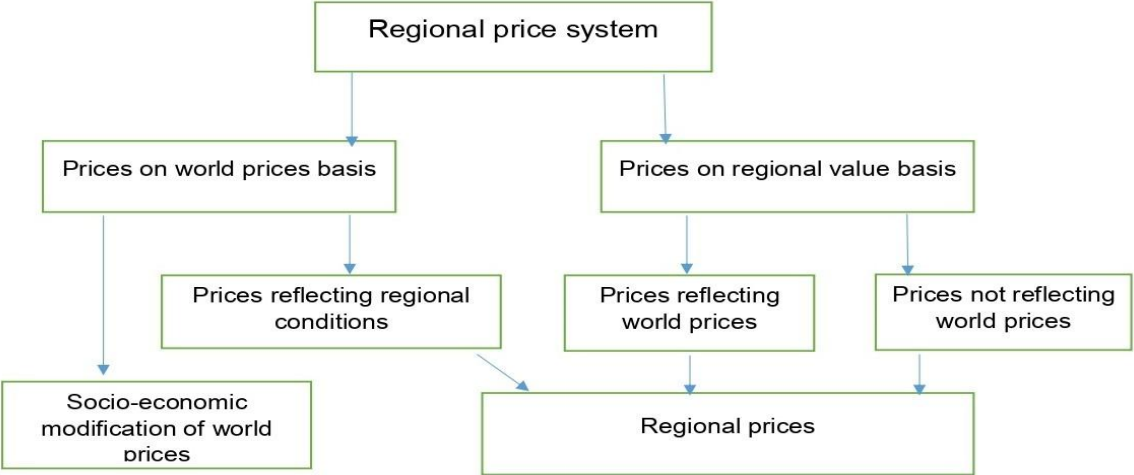 Regional price system
Prices on world prices basis
Prices on regional value basis
Prices reflecting regional
conditions
Prices reflecting
world prices
Prices not reflecting
world prices
Socio-economic
modification of world
prices
Regional prices